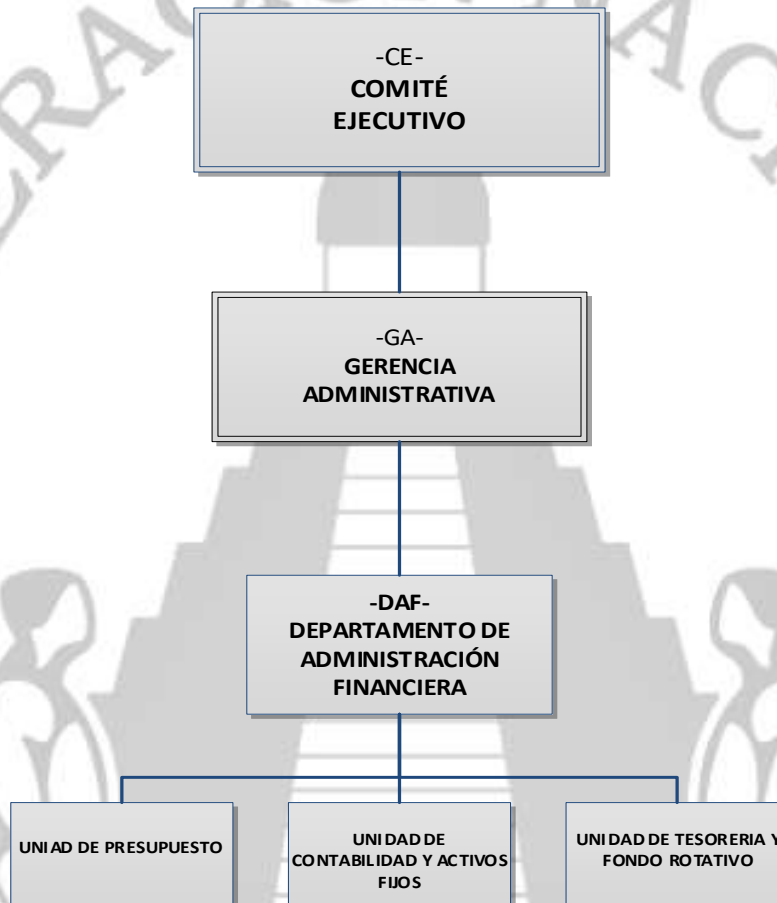 -CE-
COMITÉ
EJECUTIVO
-GA-
GERENCIA
ADMINISTRATIVA
-DAF-
DEPARTAMENTO DE
ADMINISTRACIÓN
FINANCIERA
UNIAD DE PRESUPUESTO
UNIDAD DE
CONTABILIDAD Y ACTIVOS
FIJOS
UNIDAD DE TESORERIA Y
FONDO ROTATIVO